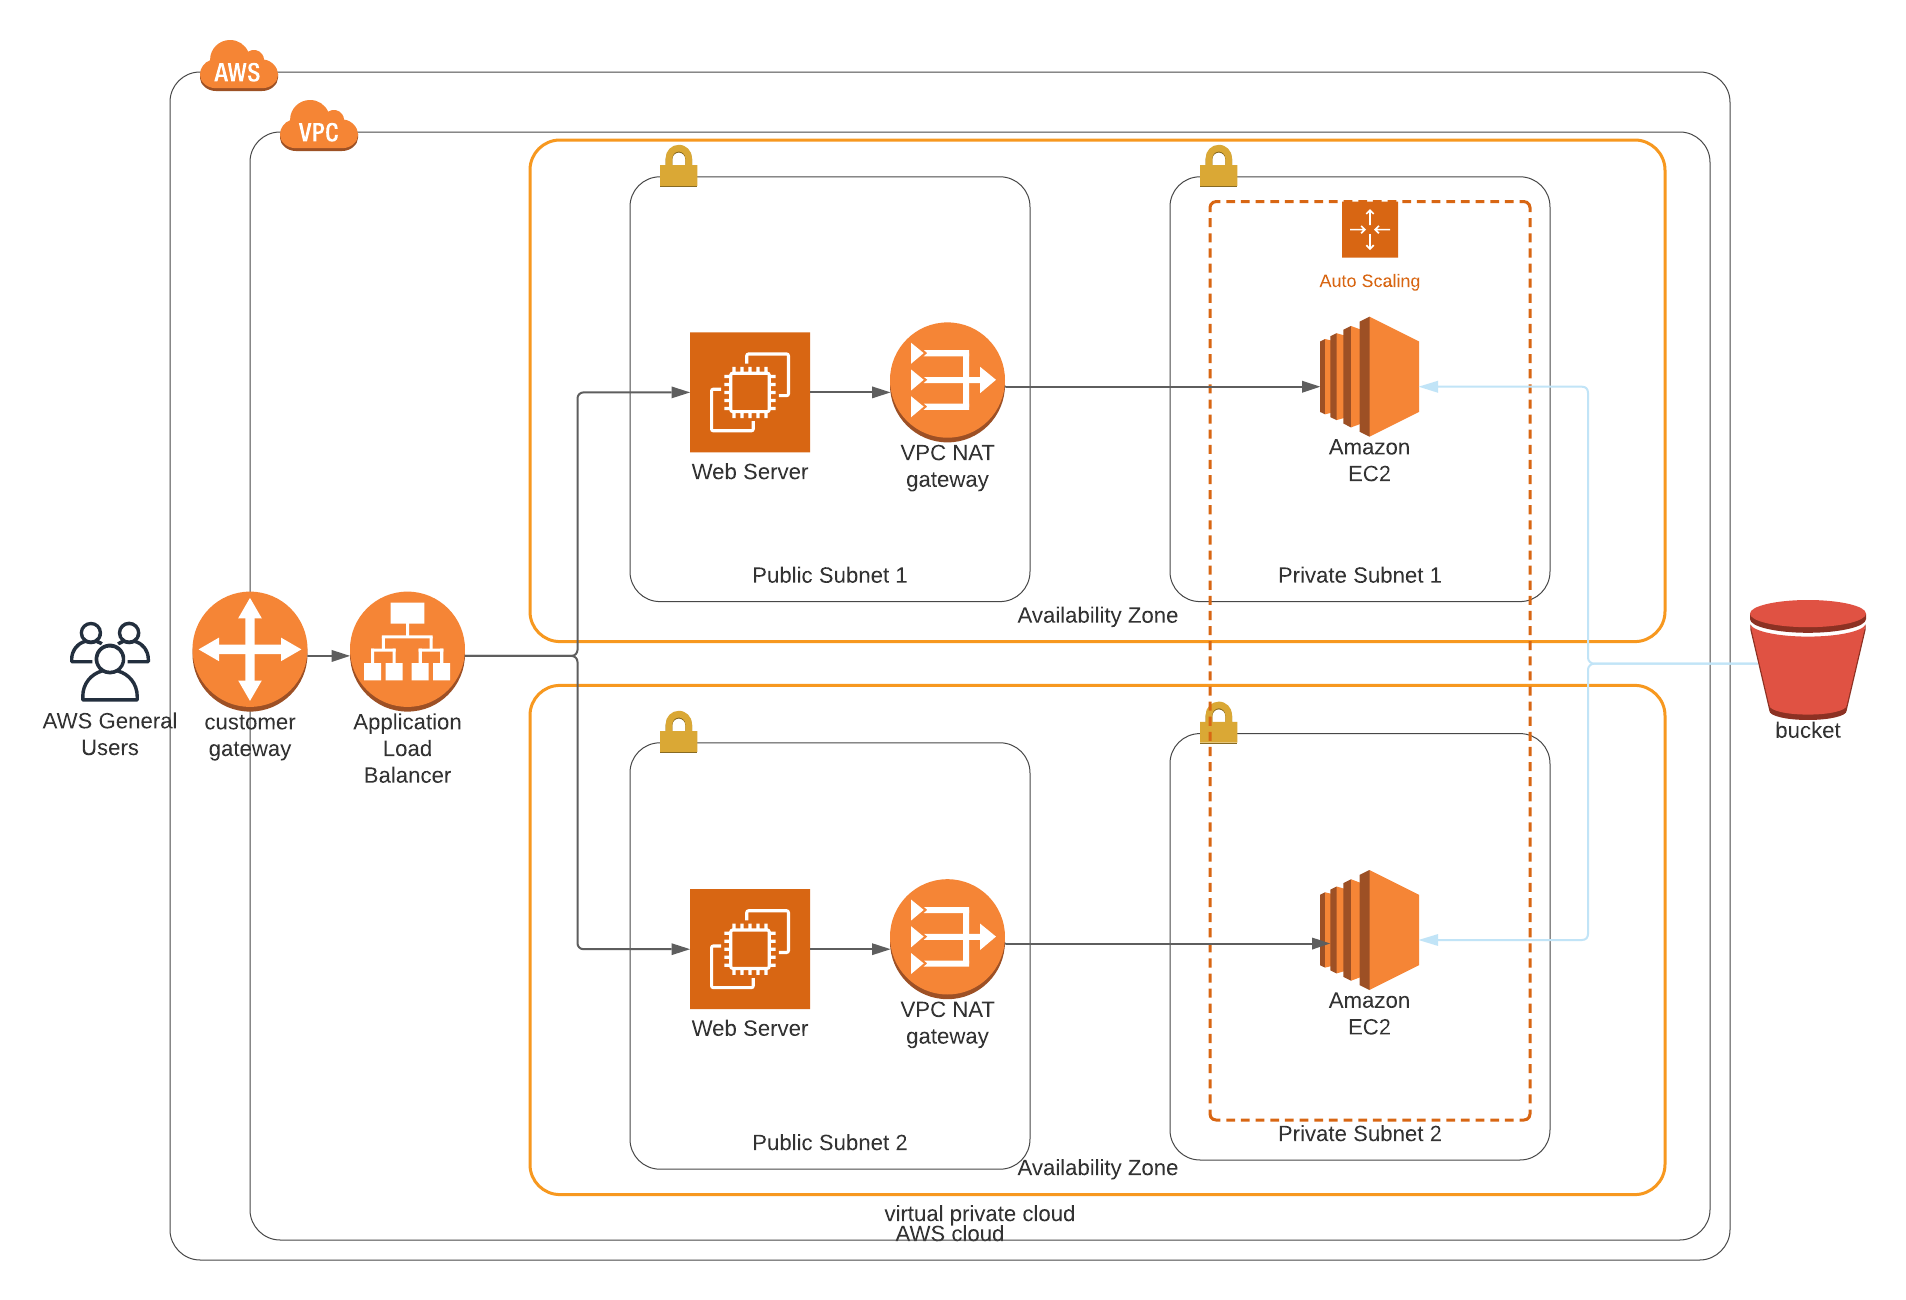 AWS
VPC
Auto Scaling
Web Server
VPC NAT
gateway
Amazon
EC2
Public Subnet 1
Private Subnet 1
Availability Zone
AWS General
Users
customer
gateway
Application
Load
Balancer
bucket
Web Server
VPC NAT
gateway
Amazon
EC2
Public Subnet 2
Private Subnet 2
Availability Zone
virtual private cloud
AWS cloud